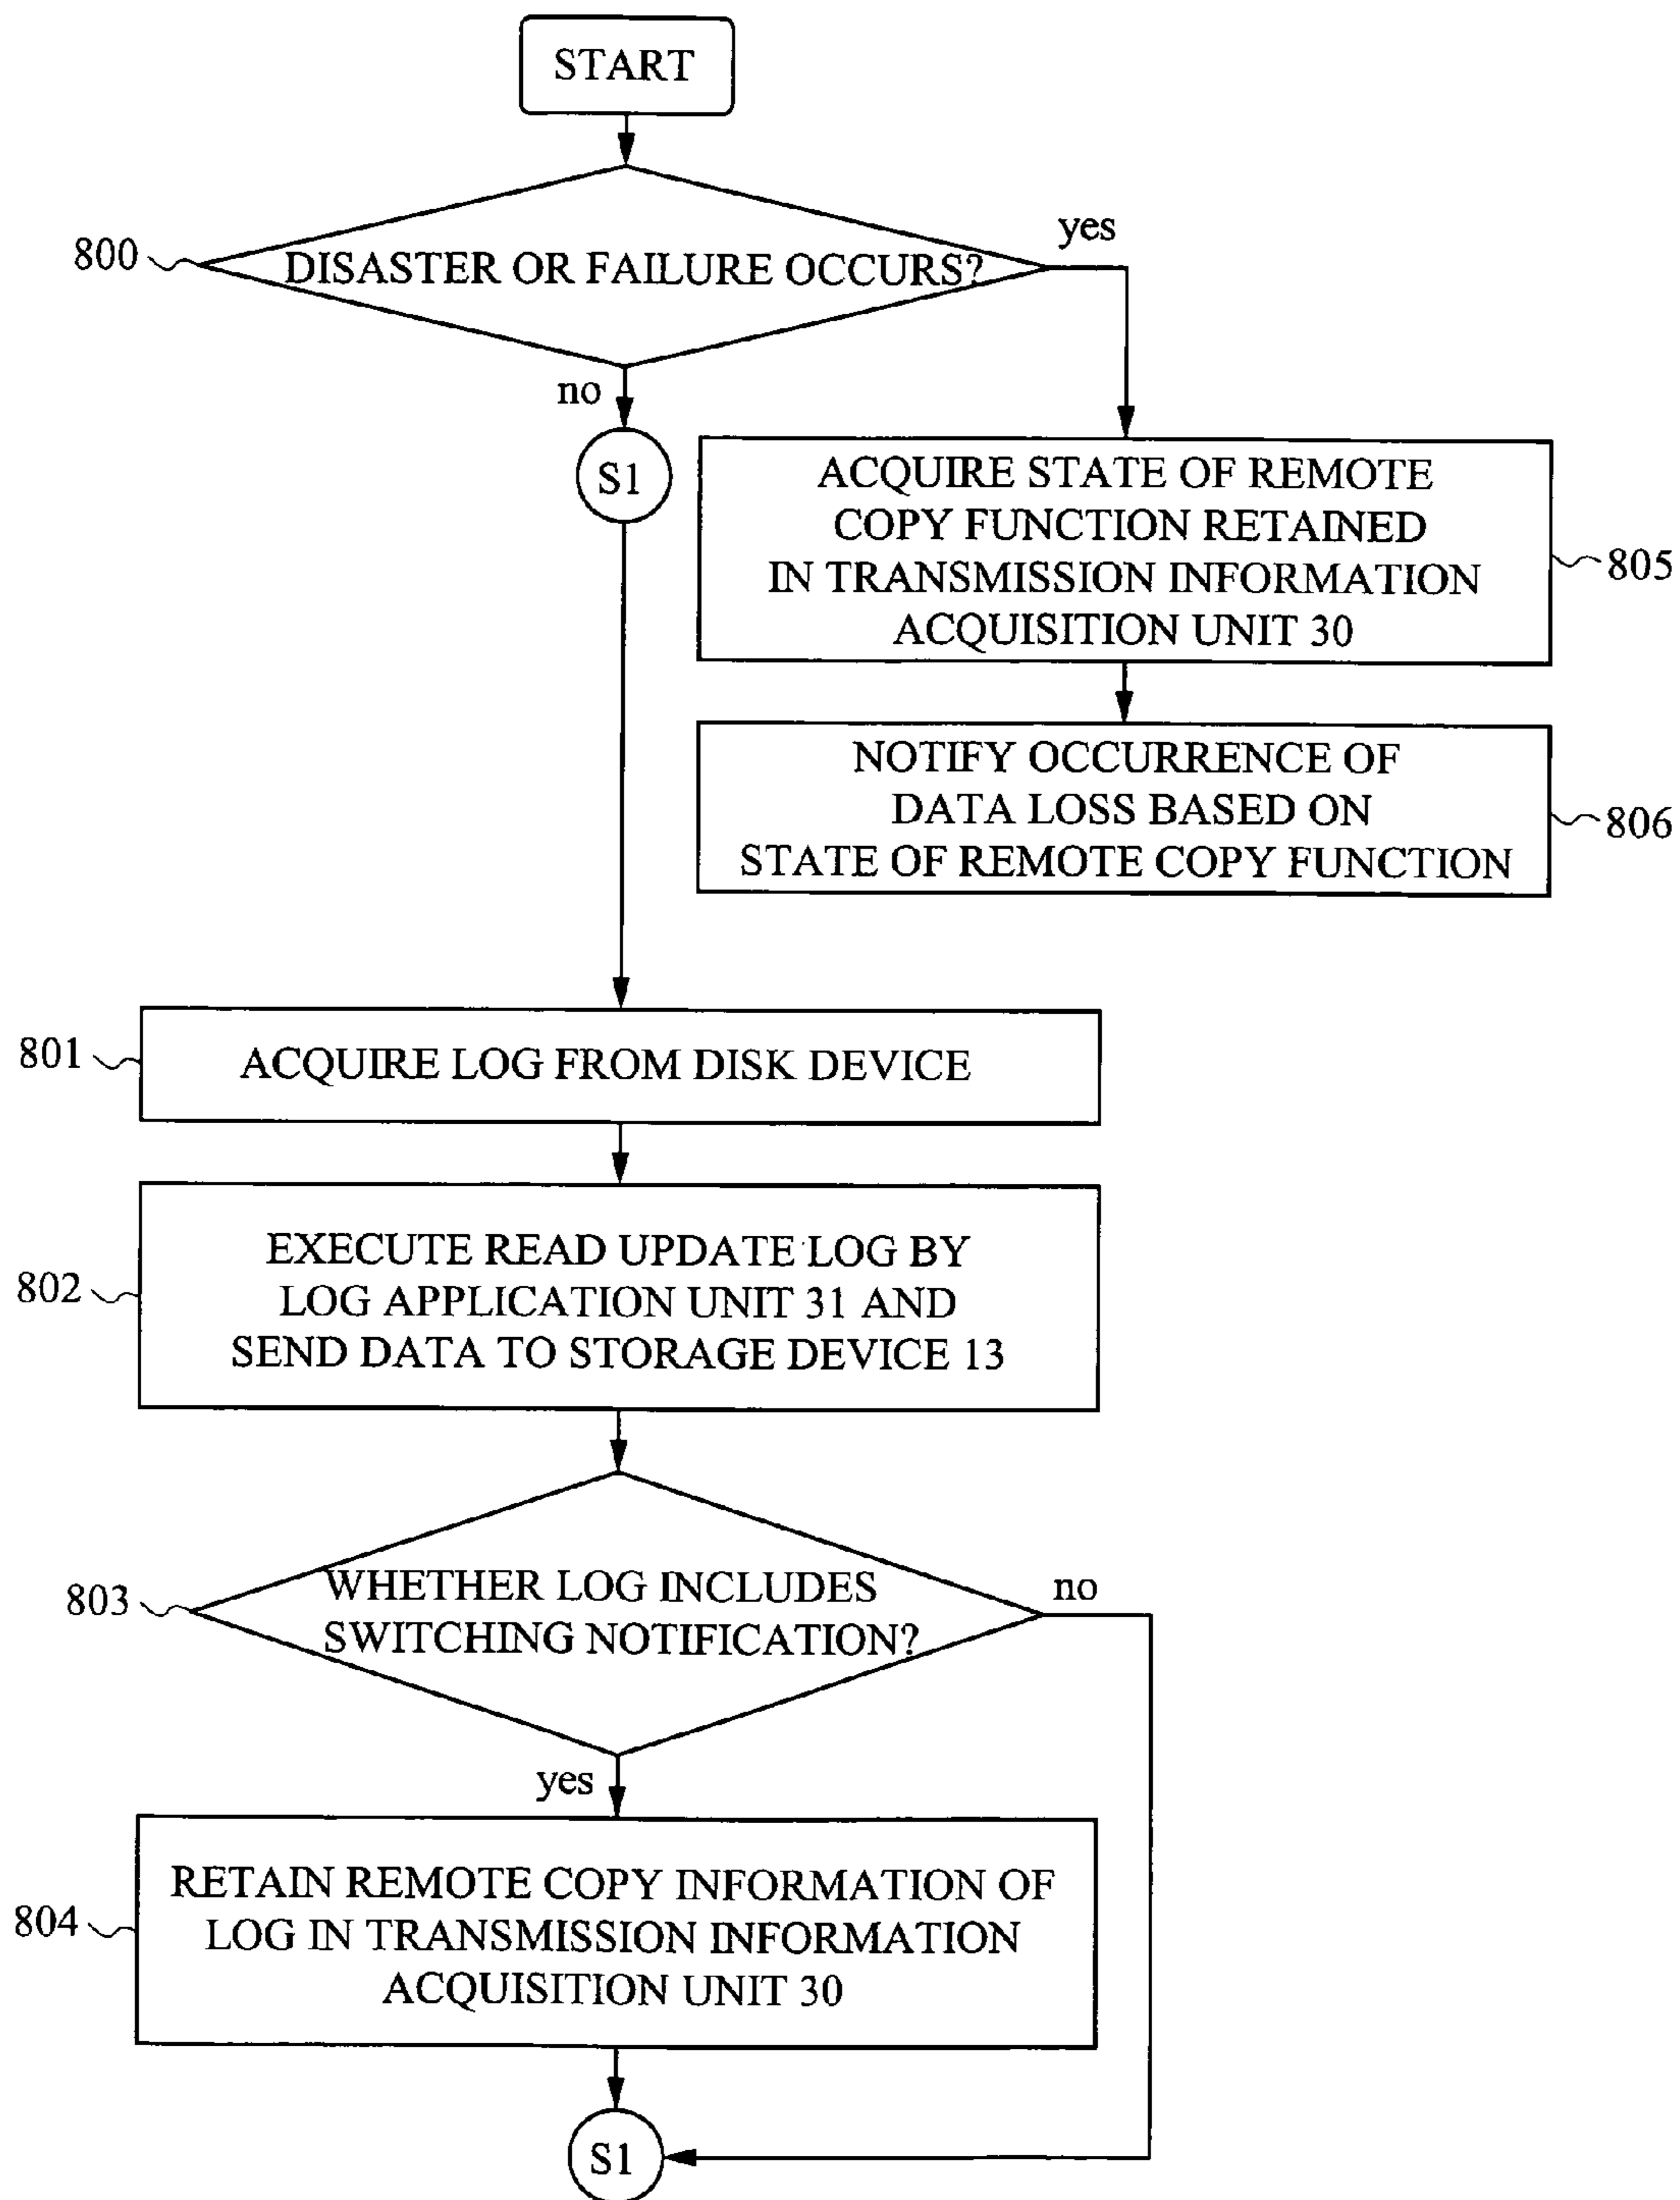 START
800
DISASTER OR FAILURE OCCURS?
yes
no
S1
ACQUIRE STATE OF REMOTE
COPY FUNCTION RETAINED
IN TRANSMISSION INFORMATION
ACQUISITION UNIT 30
805
NOTIFY OCCURRENCE OF
DATA LOSS BASED ON
STATE OF REMOTE COPY FUNCTION
806
801
ACQUIRE LOG FROM DISK DEVICE
802
EXECUTE READ UPDATE LOG BY
LOG APPLICATION UNIT 31 AND
SEND DATA TO STORAGE DEVICE 13
803
WHETHER LOG INCLUDES
SWITCHING NOTIFICATION?
no
yes
804
RETAIN REMOTE COPY INFORMATION OF
LOG IN TRANSMISSION INFORMATION
ACQUISITION UNIT 30
S1